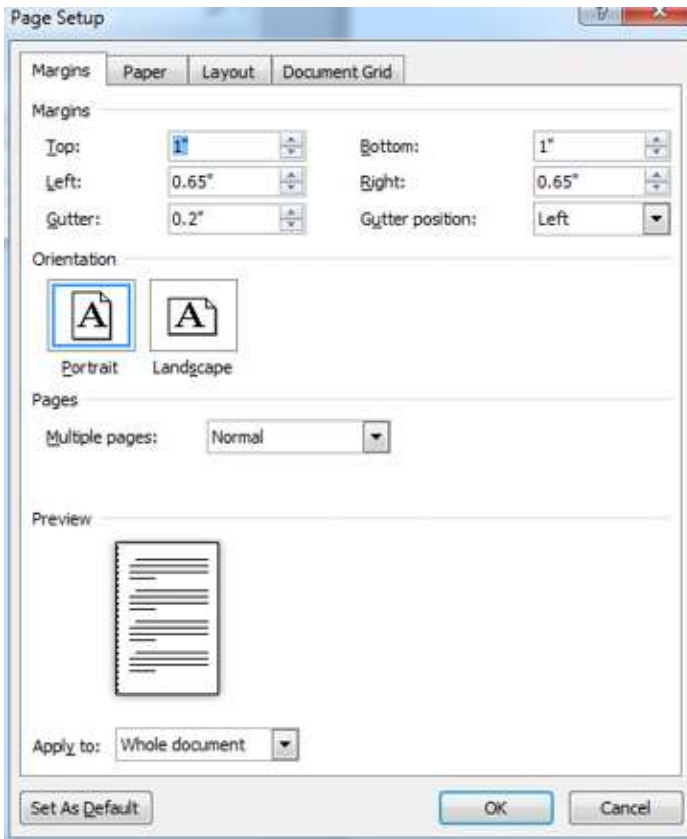 Page Setup
Margins Paper Layout Document Grid
Margins
Top: 1" Bottom: 1"
Left: 0.65" Right: 0.65"
Gutter: 0.2" Gutter position: Left
Orientation
A A
Portrait Landscape
Pages
Multiple pages: Normal
Preview
Apply to: Whole document
Set As Default OK Cancel